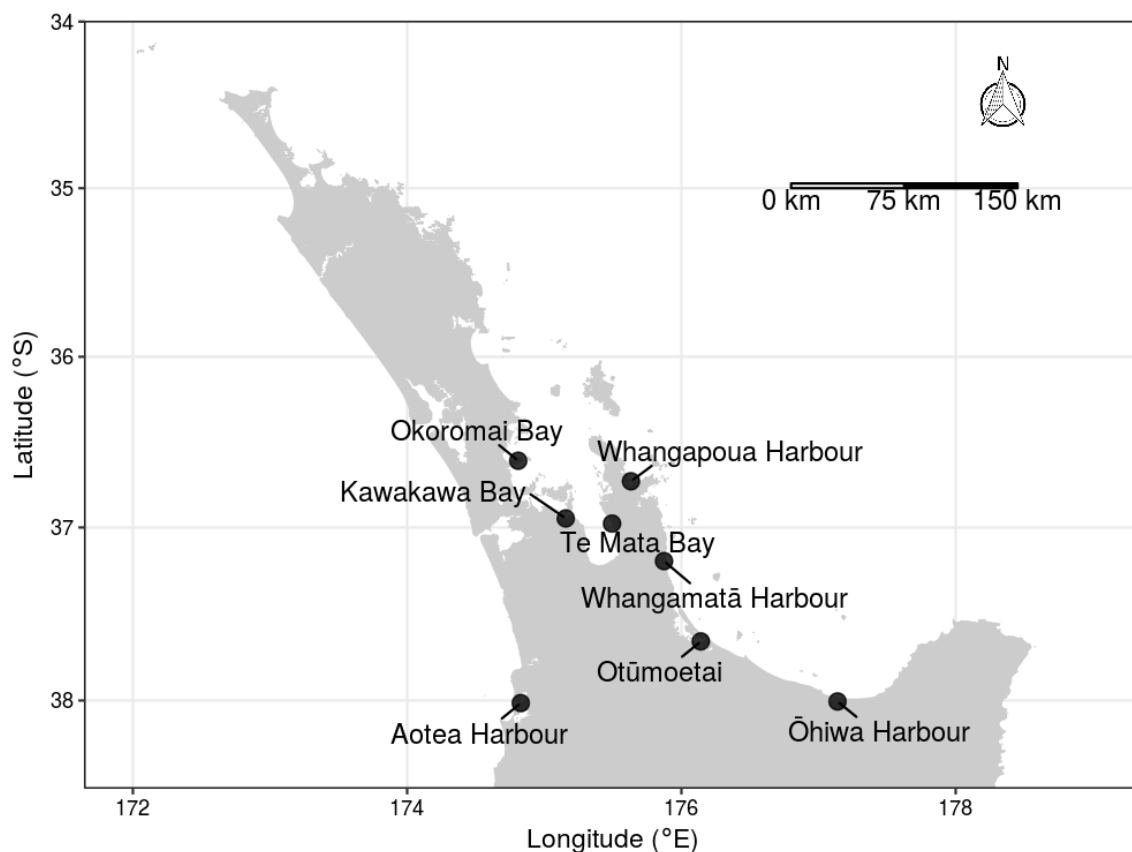 34
N
35
0 km 75 km 150 km
36
Latitude (°S)
Okoromai Bay
Whangapoua Harbour
Kawakawa Bay
37
Te Mata Bay
Whangamatā Harbour
Otūmoetai
38
Aotea Harbour
Ōhiwa Harbour
172 174 176 178
Longitude (°E)